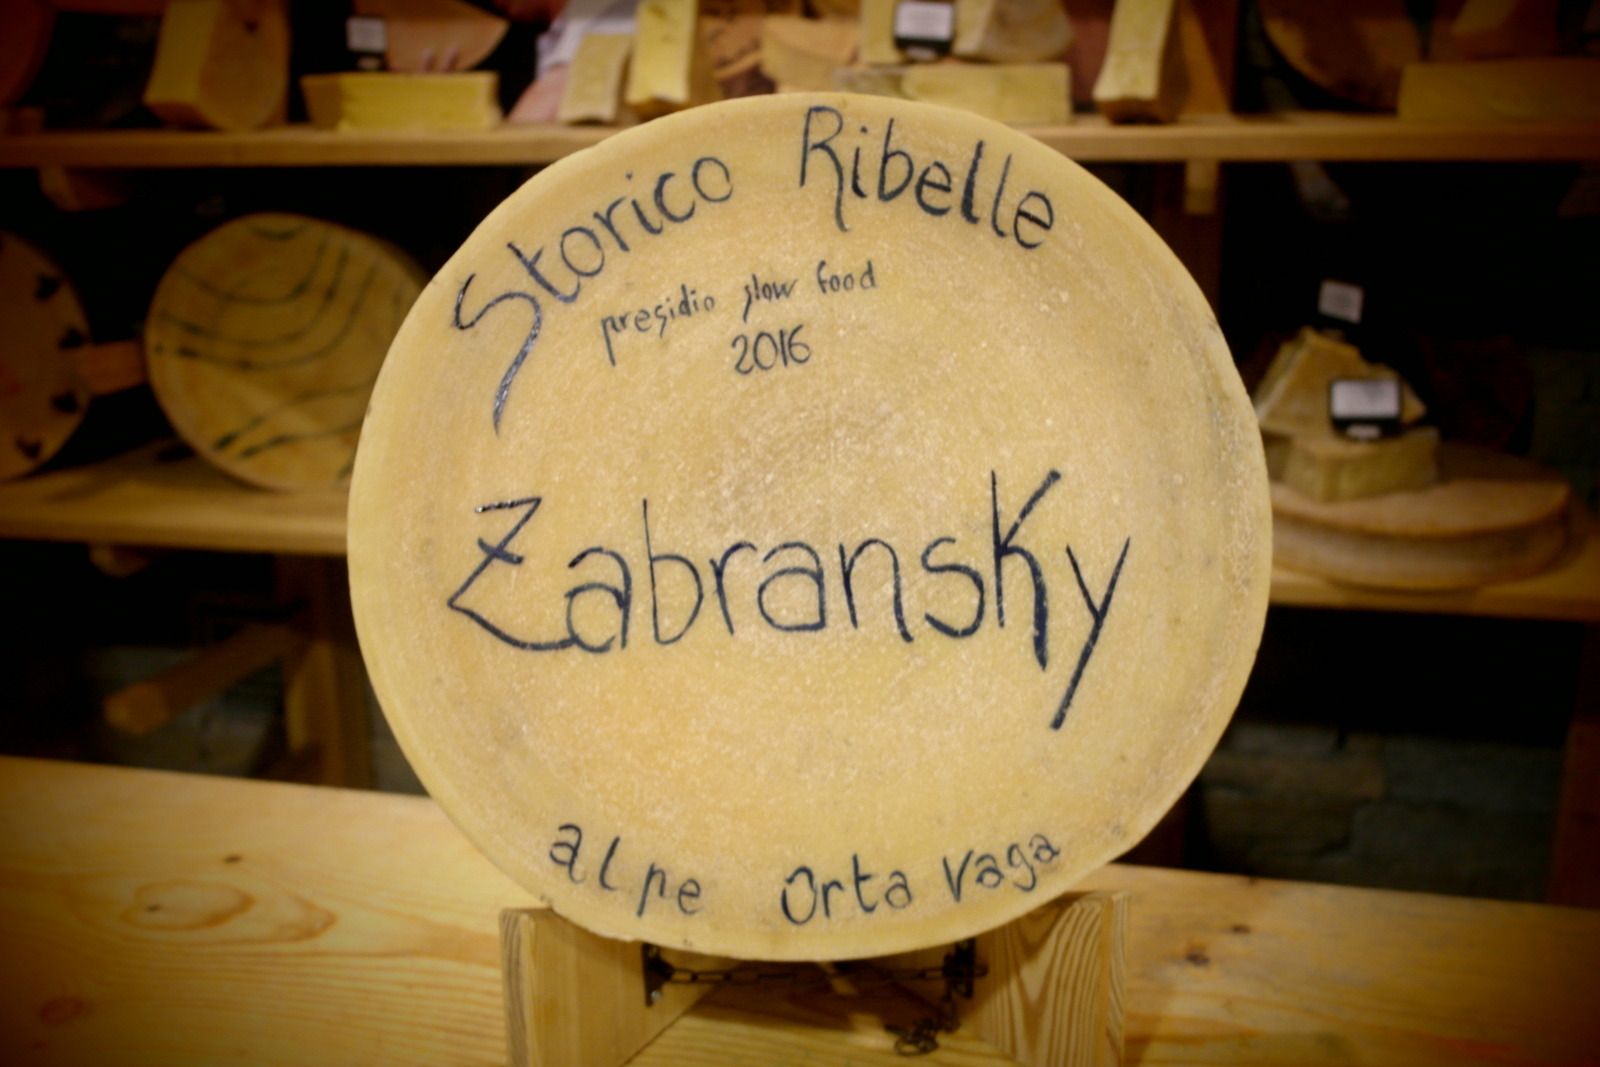 Storico Ribelle
presidio slow food
2016
Zabransky
alpe Orta vaga